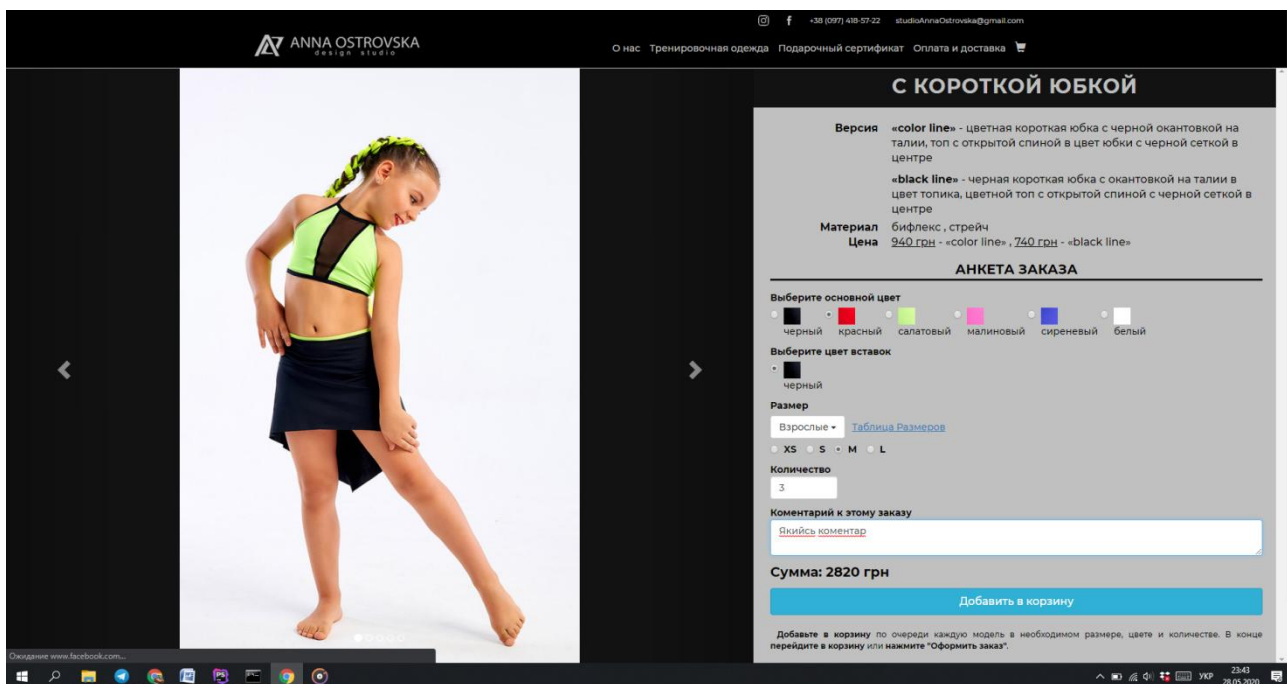 +38 (097) 418-57-22 studioAnnaOstrovska@gmail.com
ANNA OSTROVSKA
design studio
О нас Тренировочная одежда Подарочный сертификат Оплата и доставка
С КОРОТКОЙ ЮБКОЙ
Версия «color line» - цветная короткая юбка с черной окантовкой на
талии, топ с открытой спиной в цвет юбки с черной сеткой в
центре
«black line» - черная короткая юбка с окантовкой на талии в
цвет топика, цветной топ с открытой спиной с черной сеткой в
центре
Материал бифлекс , стрейч
Цена 940 грн - «color line» , 740 грн - «black line»
АНКЕТА ЗАКАЗА
Выберите основной цвет
черный красный салатовый малиновый сиреневый белый
Выберите цвет вставок
черный
Размер
Взрослые Таблица Размеров
XS S M L
Количество
3
Коментарий к этому заказу
Якийсь коментар
Сумма: 2820 грн
Добавить в корзину
Добавьте в корзину по очереди каждую модель в необходимом размере, цвете и количестве. В конце
перейдите в корзину или нажмите "Оформить заказ".
Ожидание www.facebook.com...
УКР
23:43
28.05.2020